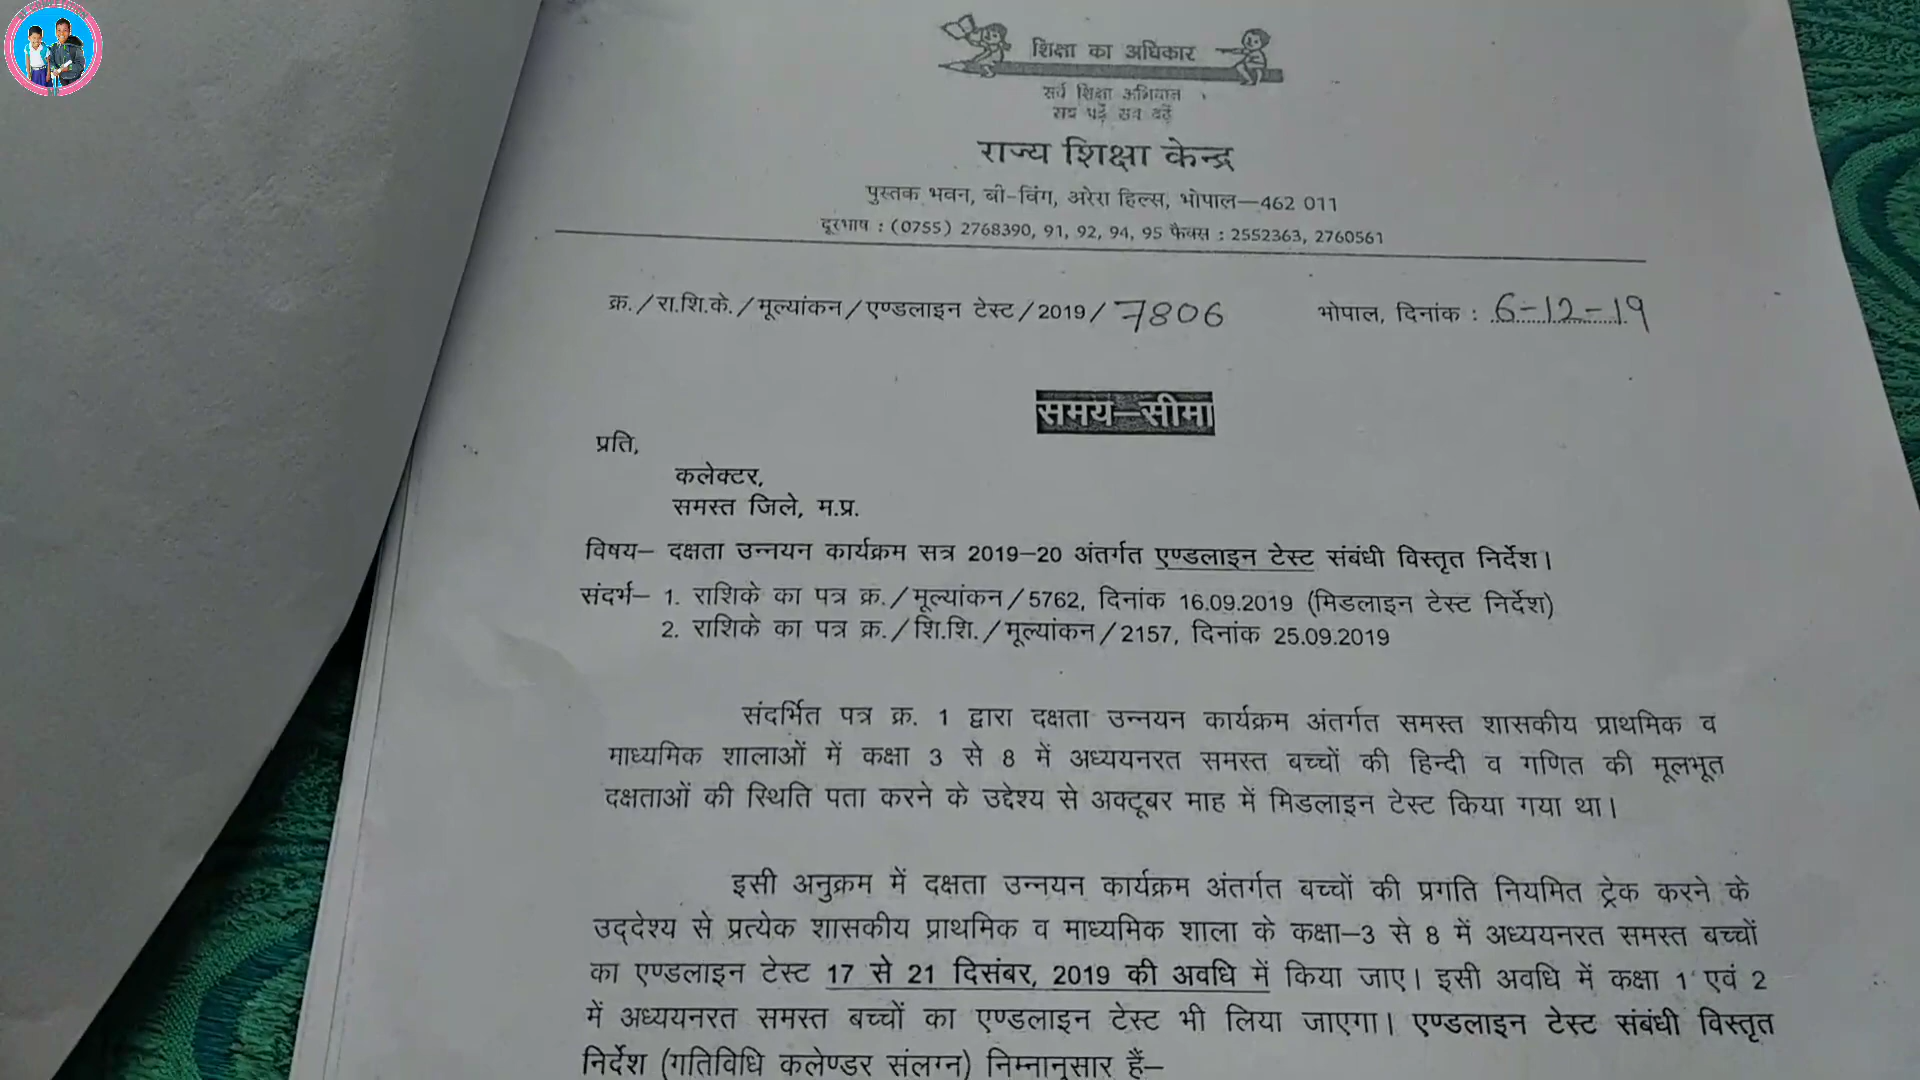 शिक्षा का अधिकार
सर्व शिक्षा अभियान
सब पढ़ें सब बढ़ें
राज्य शिक्षा केन्द्र
पुस्तक भवन, बी-विंग, अरेरा हिल्स, भोपाल—462 011
दूरभाष : (0755) 2768390, 91, 92, 94, 95 फैक्स : 2552363, 2760561
क्र./रा.शि.के./मूल्यांकन/एण्डलाइन टेस्ट/2019/7806 भोपाल, दिनांक : 6-12-19
समय–सीमा
प्रति,
कलेक्टर,
समस्त जिले, म.प्र.
विषय– दक्षता उन्नयन कार्यक्रम सत्र 2019–20 अंतर्गत एण्डलाइन टेस्ट संबंधी विस्तृत निर्देश।
संदर्भ– 1. राशिके का पत्र क्र./मूल्यांकन/5762, दिनांक 16.09.2019 (मिडलाइन टेस्ट निर्देश)
2. राशिके का पत्र क्र./शि.शि./मूल्यांकन/2157, दिनांक 25.09.2019
संदर्भित पत्र क्र. 1 द्वारा दक्षता उन्नयन कार्यक्रम अंतर्गत समस्त शासकीय प्राथमिक व
माध्यमिक शालाओं में कक्षा 3 से 8 में अध्ययनरत समस्त बच्चों की हिन्दी व गणित की मूलभूत
दक्षताओं की स्थिति पता करने के उद्देश्य से अक्टूबर माह में मिडलाइन टेस्ट किया गया था।
इसी अनुक्रम में दक्षता उन्नयन कार्यक्रम अंतर्गत बच्चों की प्रगति नियमित ट्रेक करने के
उद्देश्य से प्रत्येक शासकीय प्राथमिक व माध्यमिक शाला के कक्षा–3 से 8 में अध्ययनरत समस्त बच्चों
का एण्डलाइन टेस्ट 17 से 21 दिसंबर, 2019 की अवधि में किया जाए। इसी अवधि में कक्षा 1 एवं 2
में अध्ययनरत समस्त बच्चों का एण्डलाइन टेस्ट भी लिया जाएगा। एण्डलाइन टेस्ट संबंधी विस्तृत
निर्देश (गतिविधि कलेण्डर संलग्न) निम्नानुसार हैं–